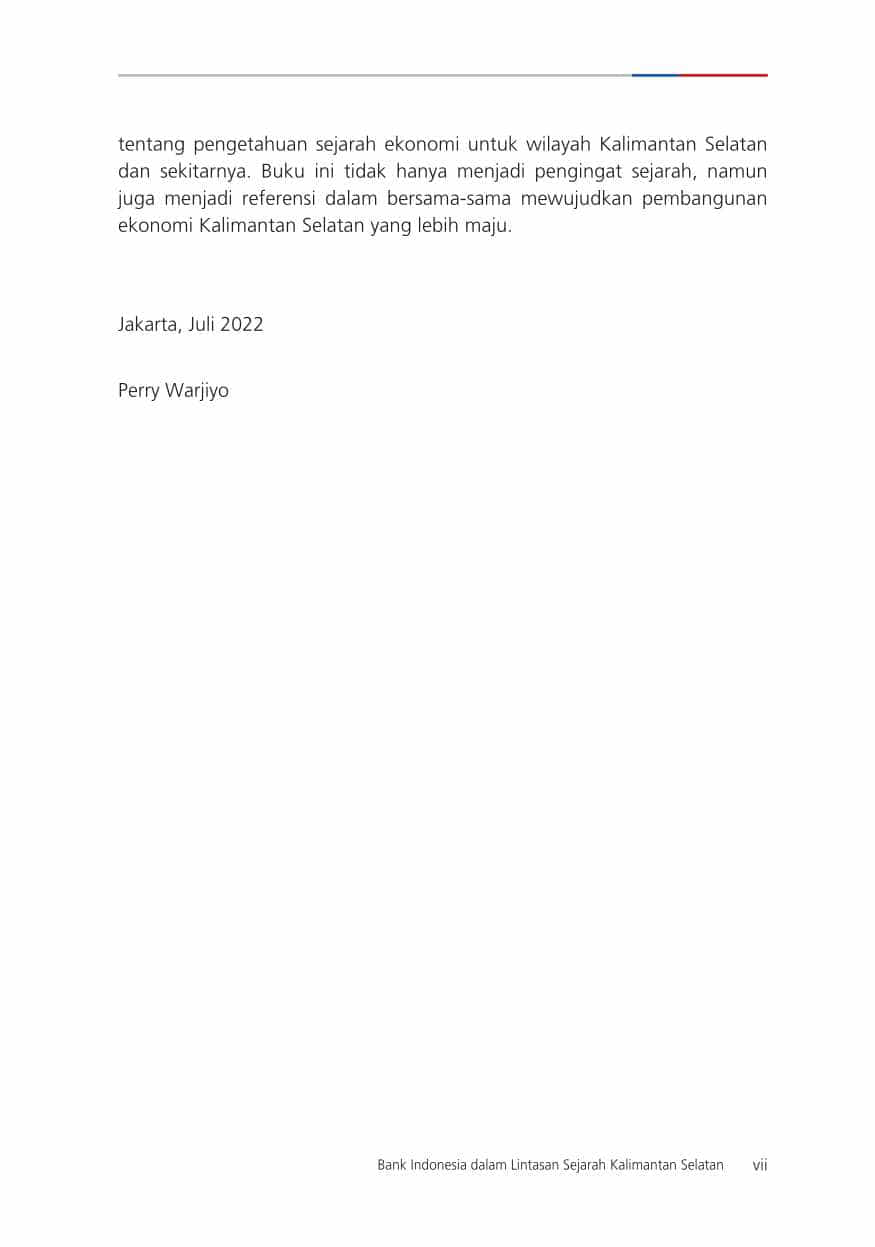 tentang pengetahuan sejarah ekonomi untuk wilayah Kalimantan Selatan
dan sekitarnya. Buku ini tidak hanya menjadi pengingat sejarah, namun
juga menjadi referensi dalam bersama-sama mewujudkan pembangunan
ekonomi Kalimantan Selatan yang lebih maju.
Jakarta, Juli 2022
Perry Warjiyo
Bank Indonesia dalam Lintasan Sejarah Kalimantan Selatan vii